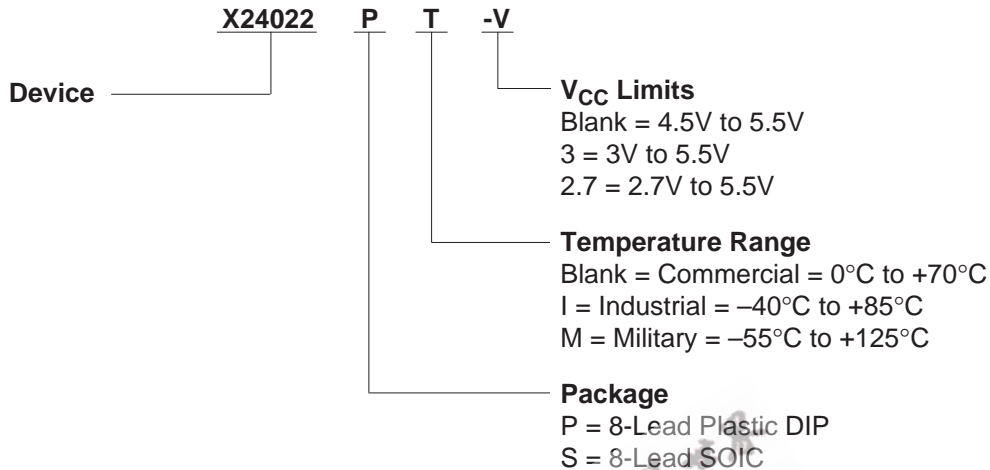 X24022 P T -V
Device
VCC Limits
Blank = 4.5V to 5.5V
3 = 3V to 5.5V
2.7 = 2.7V to 5.5V
Temperature Range
Blank = Commercial = 0°C to +70°C
I = Industrial = –40°C to +85°C
M = Military = –55°C to +125°C
Package
P = 8-Lead Plastic DIP
S = 8-Lead SOIC